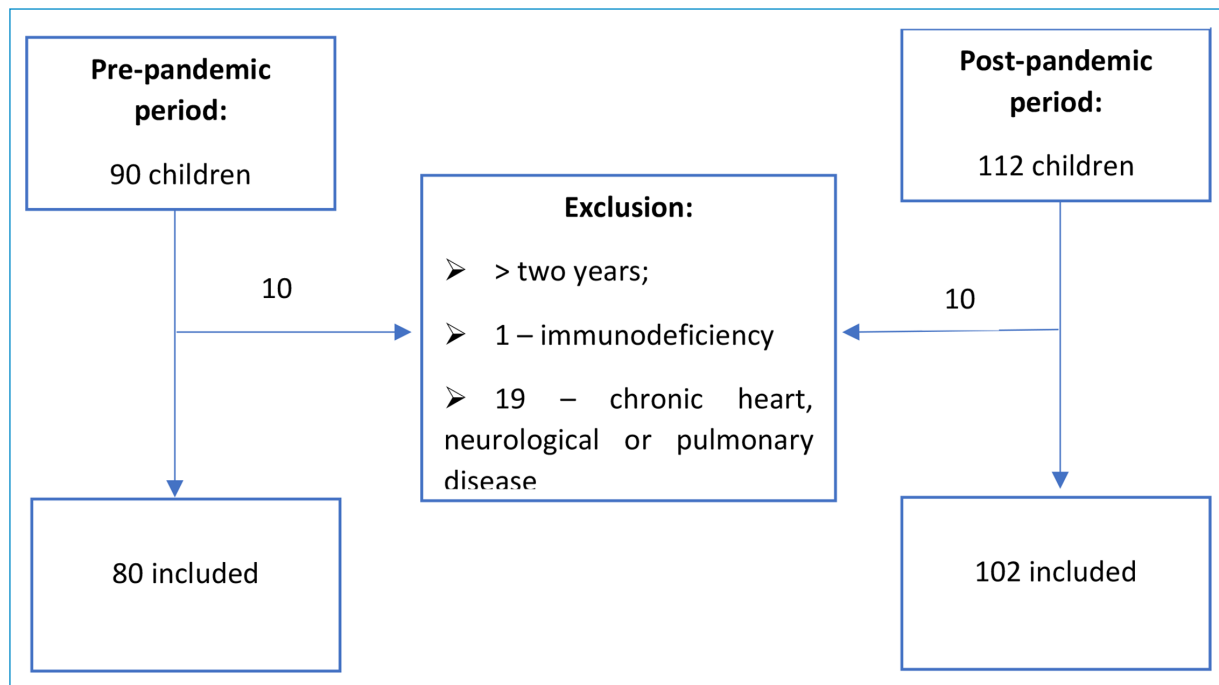 Pre-pandemic
period:
90 children
Post-pandemic
period:
112 children
10
Exclusion:
➤ > two years;
➤ 1 – immunodeficiency
➤ 19 – chronic heart,
neurological or pulmonary
disease
10
80 included
102 included